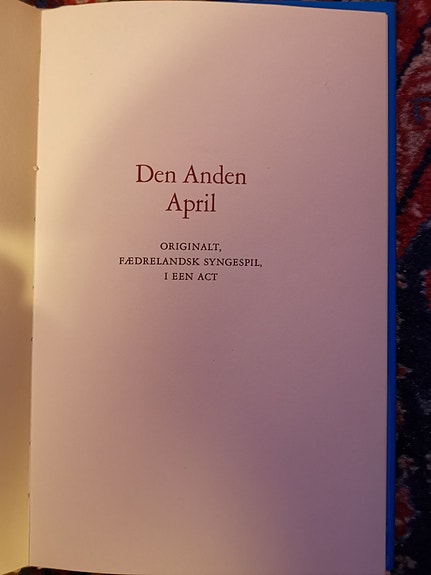 Den Anden
April
ORIGINALT,
FÆDRELANDSK SYNGESPIL,
I EEN ACT